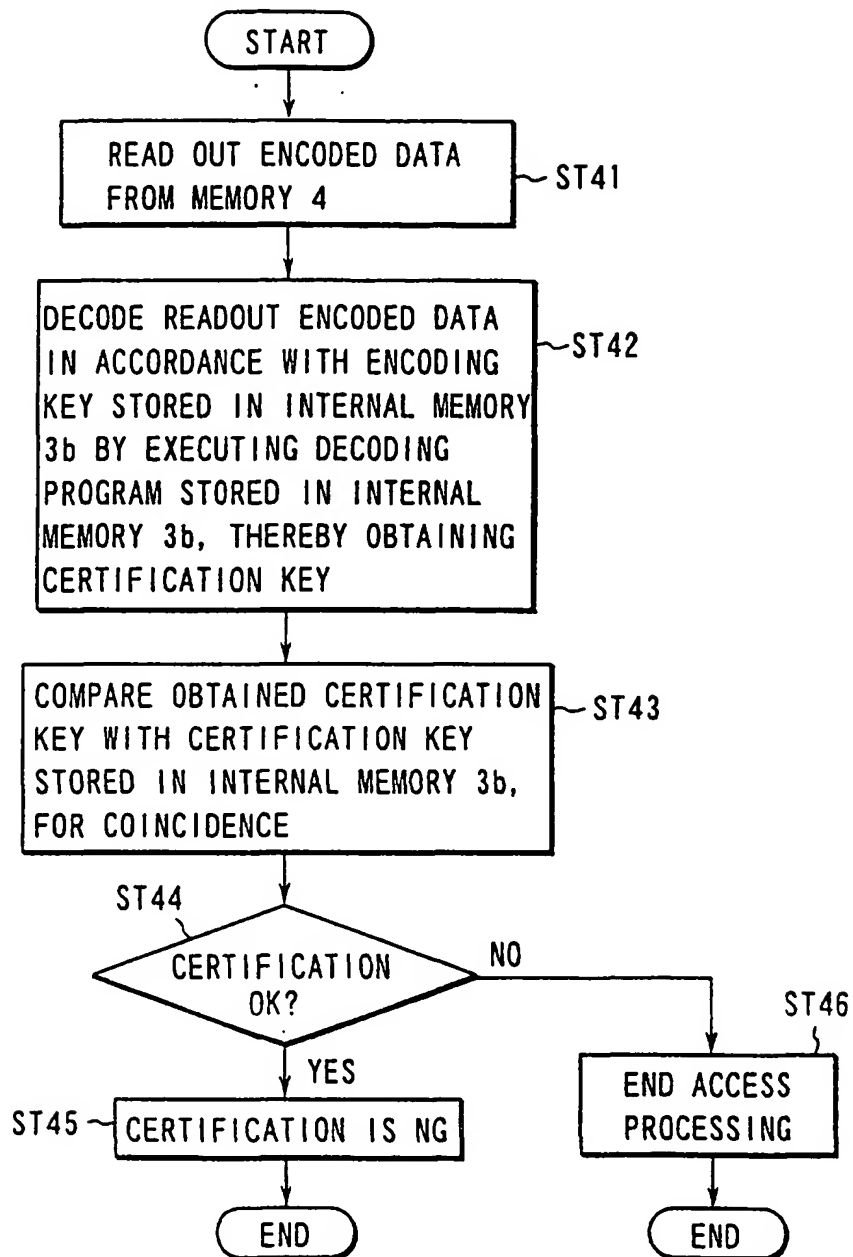 START
READ OUT ENCODED DATA
FROM MEMORY 4
ST41
DECODE READOUT ENCODED DATA
IN ACCORDANCE WITH ENCODING
KEY STORED IN INTERNAL MEMORY
3b BY EXECUTING DECODING
PROGRAM STORED IN INTERNAL
MEMORY 3b, THEREBY OBTAINING
CERTIFICATION KEY
ST42
COMPARE OBTAINED CERTIFICATION
KEY WITH CERTIFICATION KEY
STORED IN INTERNAL MEMORY 3b,
FOR COINCIDENCE
ST43
ST44
CERTIFICATION
OK?
NO
YES
ST45
CERTIFICATION IS NG
END
ST46
END ACCESS
PROCESSING
END